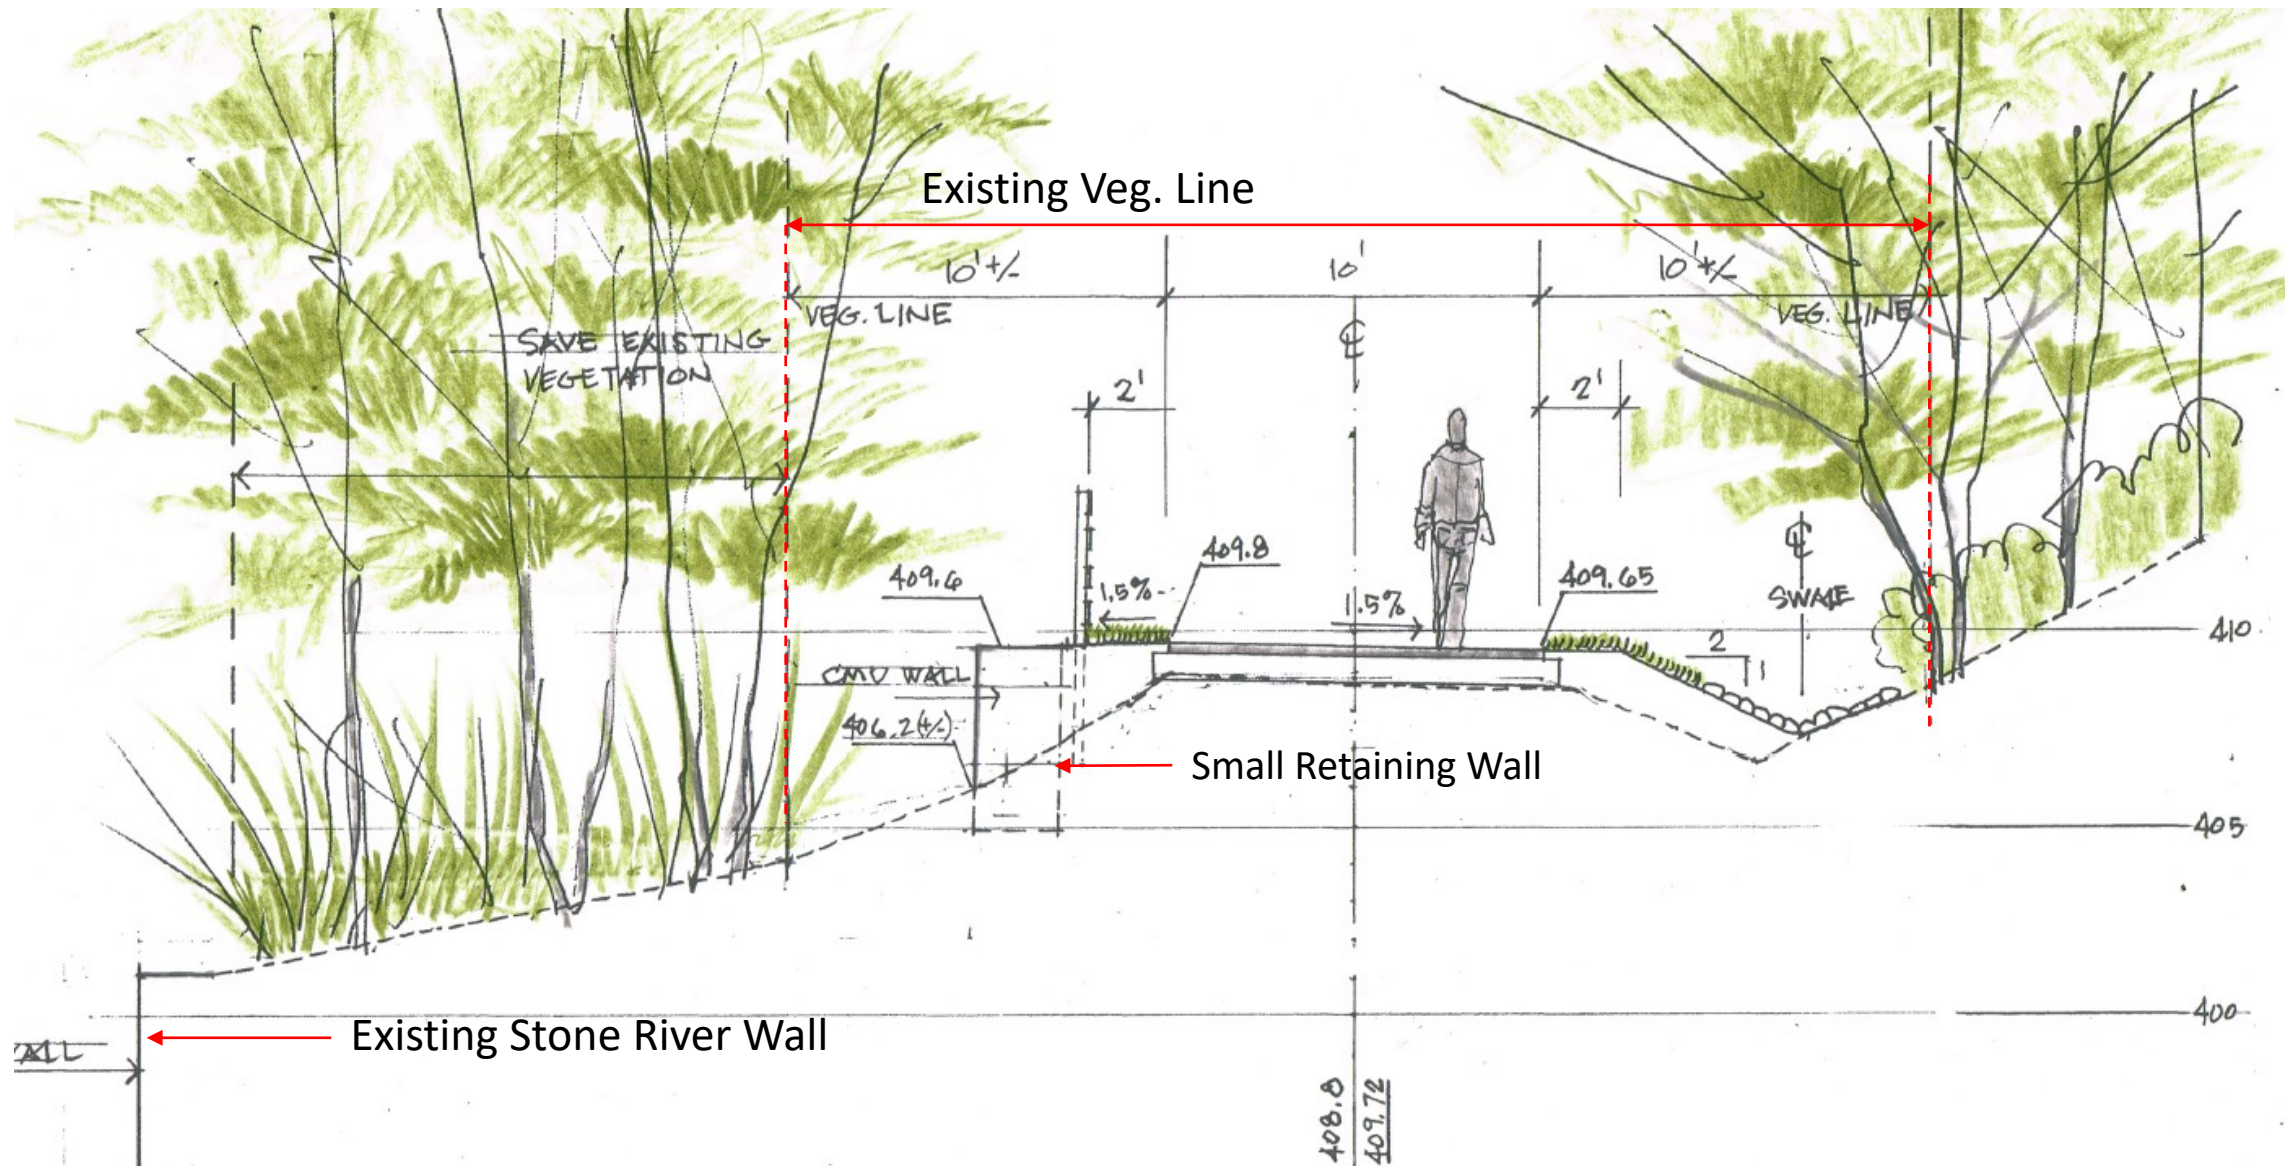 Existing Veg. Line
10'+/-
10'
10'+/-
VEG. LINE
VEG. LINE
SAVE EXISTING
VEGETATION
℄
2'
2'
409.8
409.6
1.5%
1.5%
409.65
℄
SWALE
410
2
1
CMU WALL
406.2(+/-)
Small Retaining Wall
405
400
Existing Stone River Wall
408.8
409.72